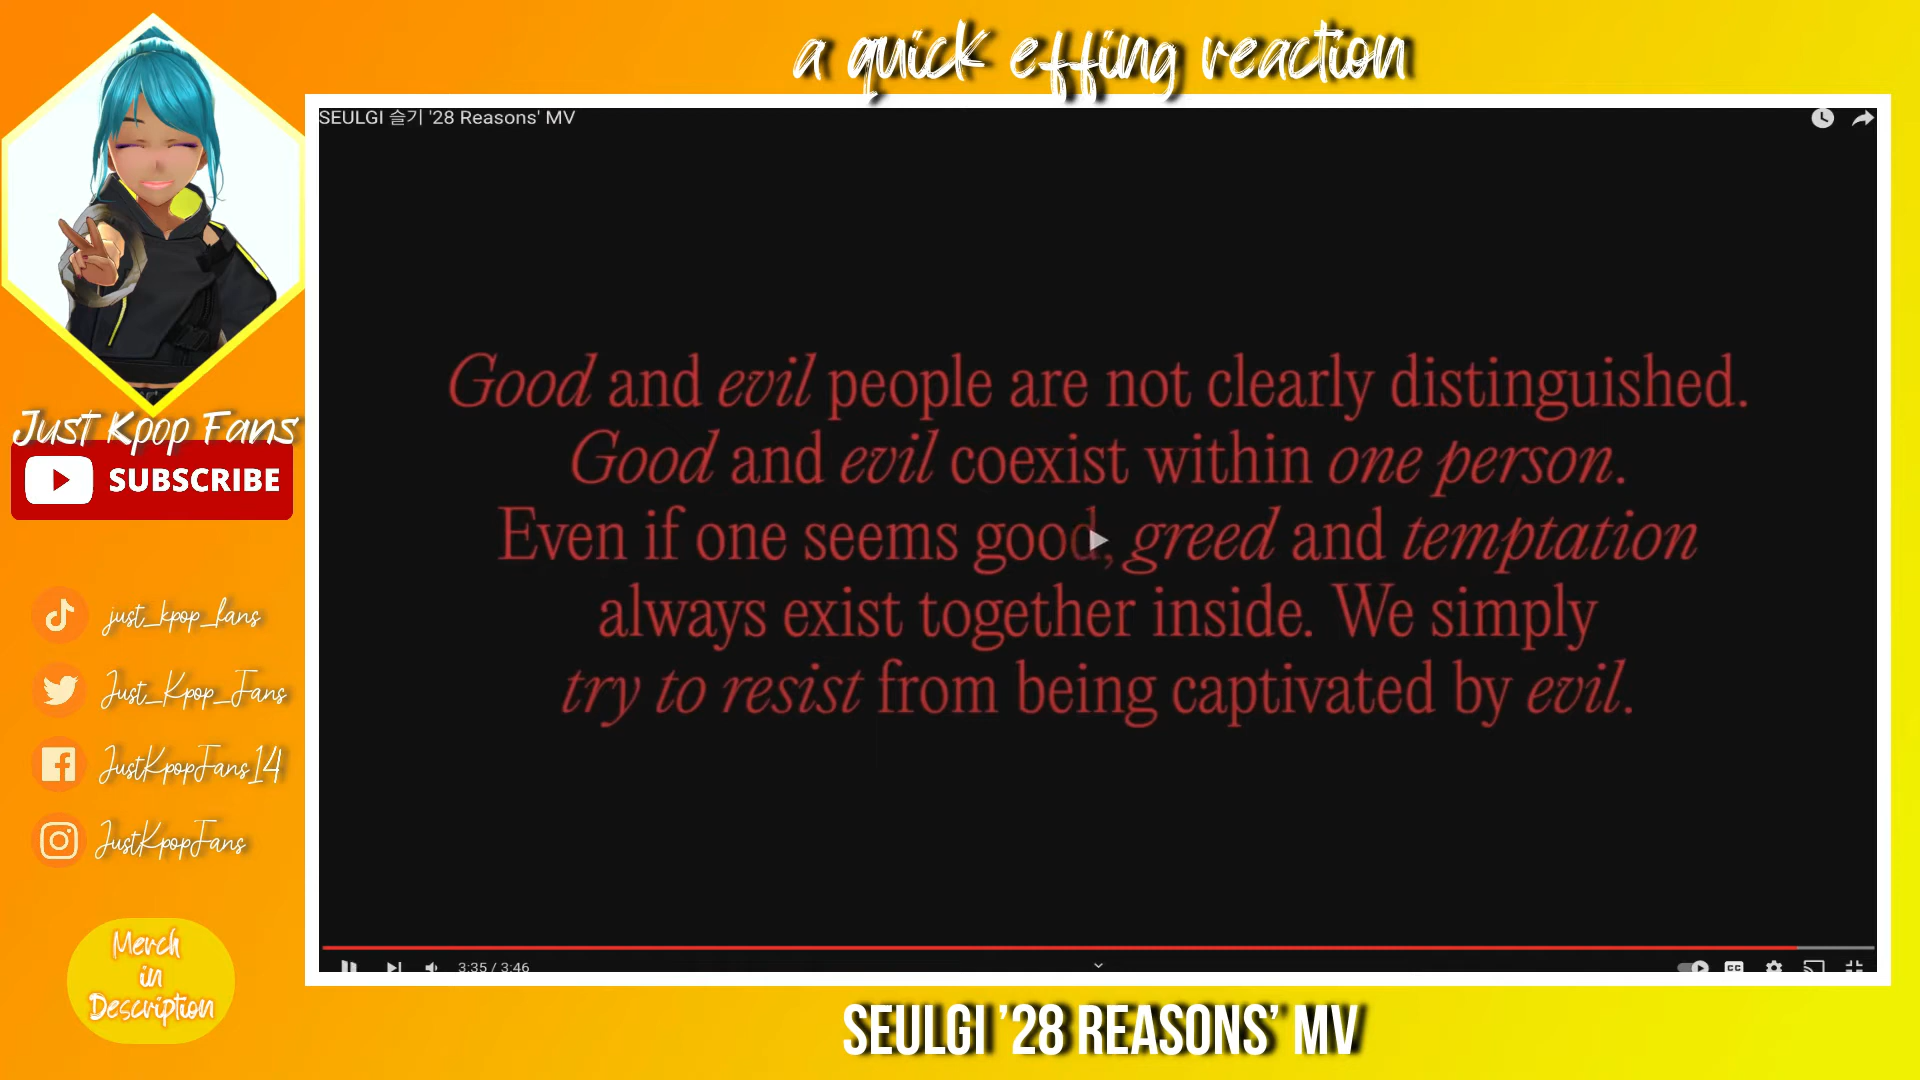 a quick effing reaction
SEULGI 슬기 '28 Reasons' MV
Good and evil people are not clearly distinguished.
Good and evil coexist within one person.
Even if one seems good, greed and temptation
always exist together inside. We simply
try to resist from being captivated by evil.
3:35 / 3:46
CC
SEULGI ’28 REASONS’ MV
Just Kpop Fans
SUBSCRIBE
just_kpop_fans
Just_Kpop_Fans
JustKpopFans14
JustKpopFans
Merch
in
Description